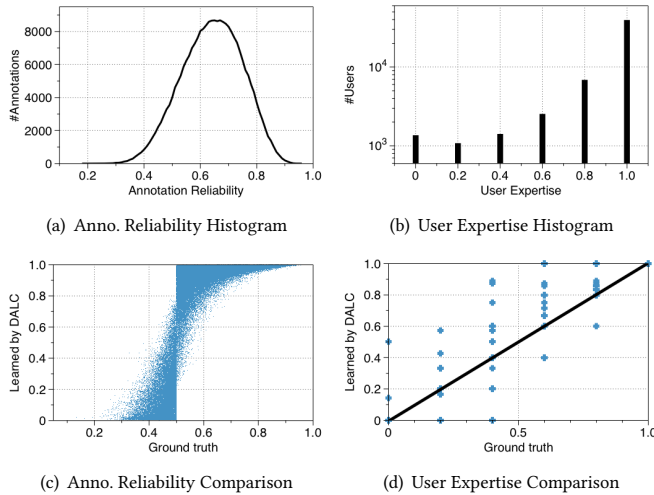 8000
6000
4000
2000
0
#Annotations
0.2 0.4 0.6 0.8 1.0
Annotation Reliability
(a) Anno. Reliability Histogram
10^4
10^3
#Users
0 0.2 0.4 0.6 0.8 1.0
User Expertise
(b) User Expertise Histogram
1.0
0.8
0.6
0.4
0.2
0
Learned by DALC
0.2 0.4 0.6 0.8 1.0
Ground truth
(c) Anno. Reliability Comparison
1.0
0.8
0.6
0.4
0.2
0
Learned by DALC
0 0.5 1.0
Ground truth
(d) User Expertise Comparison